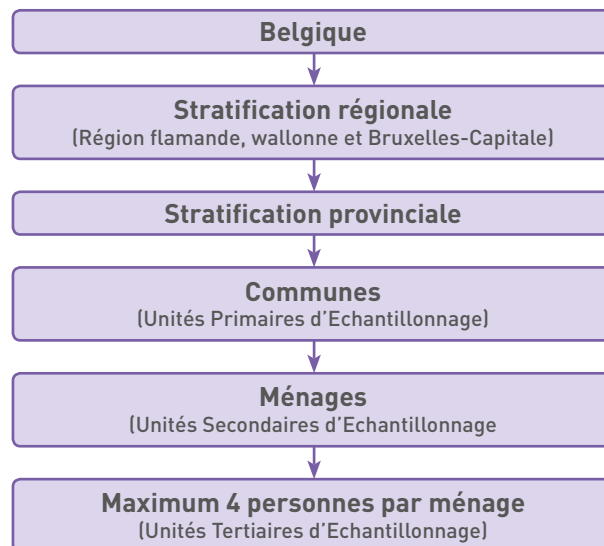 Belgique
Stratification régionale
(Région flamande, wallonne et Bruxelles-Capitale)
Stratification provinciale
Communes
(Unités Primaires d'Echantillonnage)
Ménages
(Unités Secondaires d'Echantillonnage
Maximum 4 personnes par ménage
(Unités Tertiaires d'Echantillonnage)